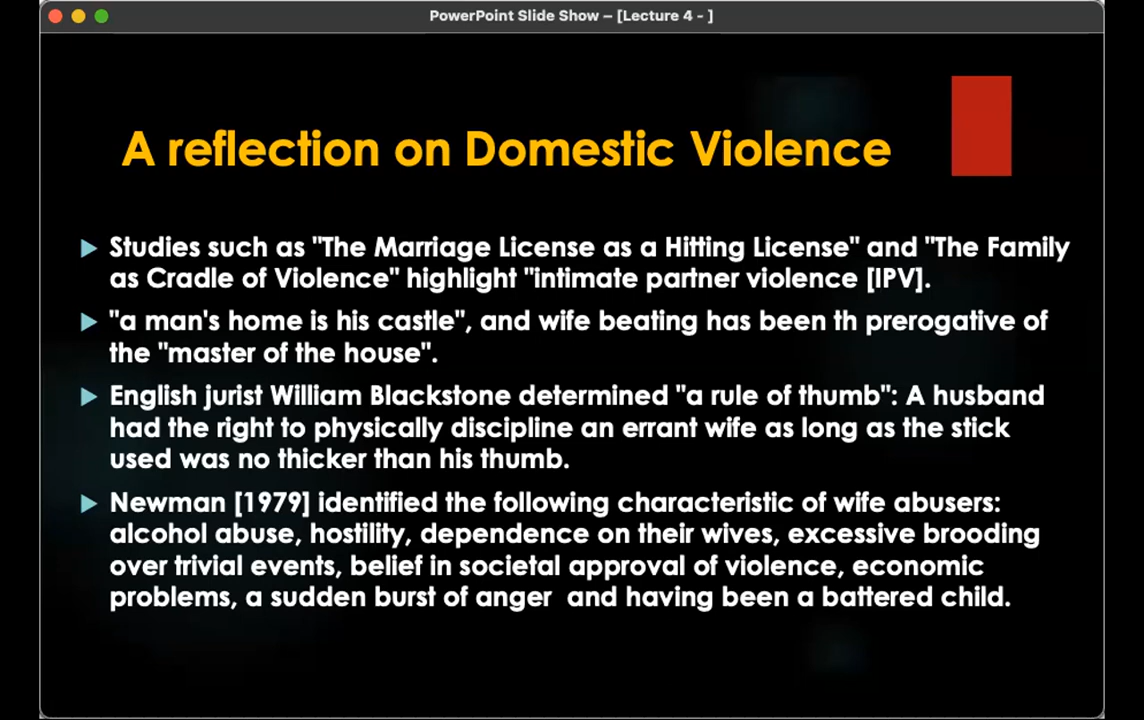 PowerPoint Slide Show – [Lecture 4 - ]
A reflection on Domestic Violence
Studies such as "The Marriage License as a Hitting License" and "The Family
as Cradle of Violence" highlight "intimate partner violence [IPV].
"a man's home is his castle", and wife beating has been th prerogative of
the "master of the house".
English jurist William Blackstone determined "a rule of thumb": A husband
had the right to physically discipline an errant wife as long as the stick
used was no thicker than his thumb.
Newman [1979] identified the following characteristic of wife abusers:
alcohol abuse, hostility, dependence on their wives, excessive brooding
over trivial events, belief in societal approval of violence, economic
problems, a sudden burst of anger  and having been a battered child.